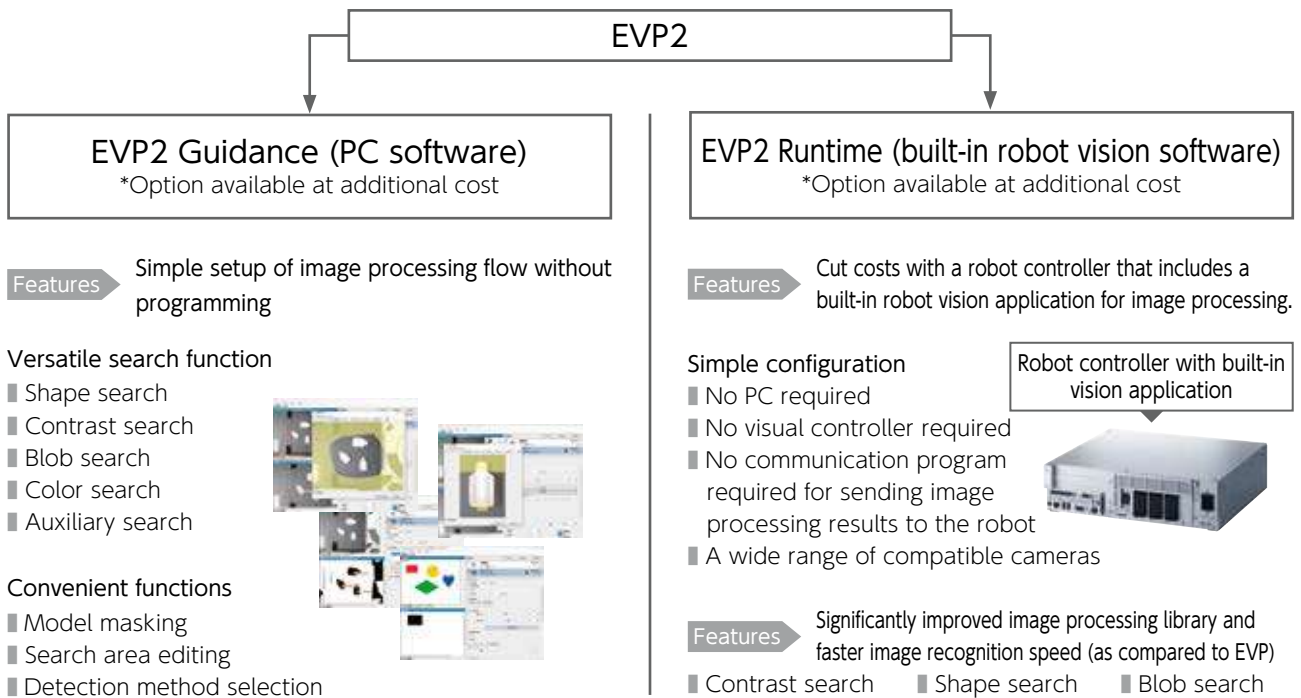 EVP2
EVP2 Guidance (PC software)
*Option available at additional cost
Features
Simple setup of image processing flow without
programming
Versatile search function
Shape search
Contrast search
Blob search
Color search
Auxiliary search
Convenient functions
Model masking
Search area editing
Detection method selection
EVP2 Runtime (built-in robot vision software)
*Option available at additional cost
Features
Cut costs with a robot controller that includes a
built-in robot vision application for image processing.
Simple configuration
No PC required
No visual controller required
No communication program
required for sending image
processing results to the robot
A wide range of compatible cameras
Robot controller with built-in
vision application
Features
Significantly improved image processing library and
faster image recognition speed (as compared to EVP)
Contrast search Shape search Blob search